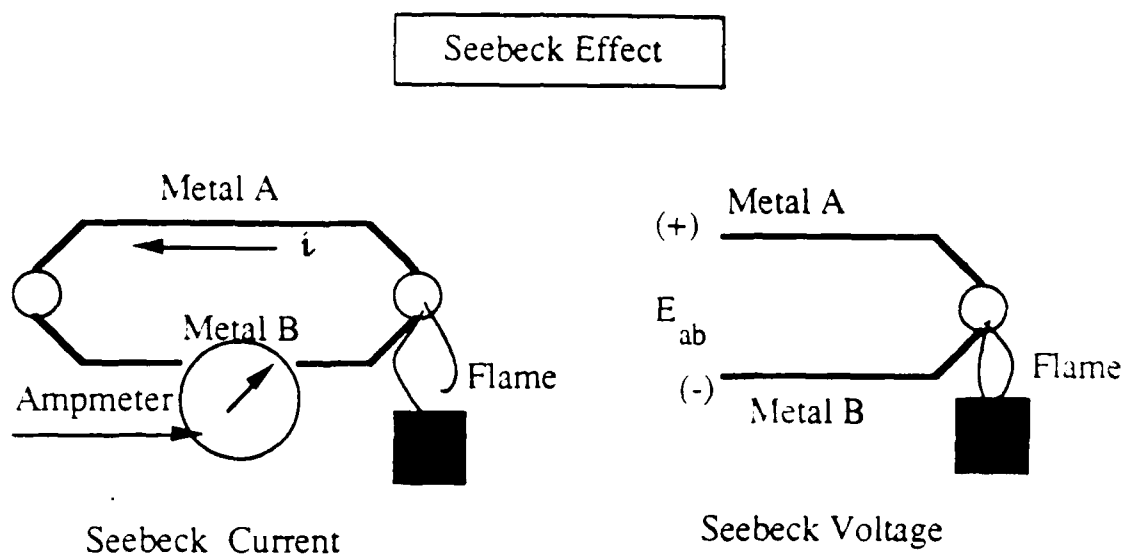 Seebeck Effect
Metal A
i
Metal B
Ampmeter
Flame
Seebeck Current
(+)
Metal A
E ab
(-)
Metal B
Flame
Seebeck Voltage